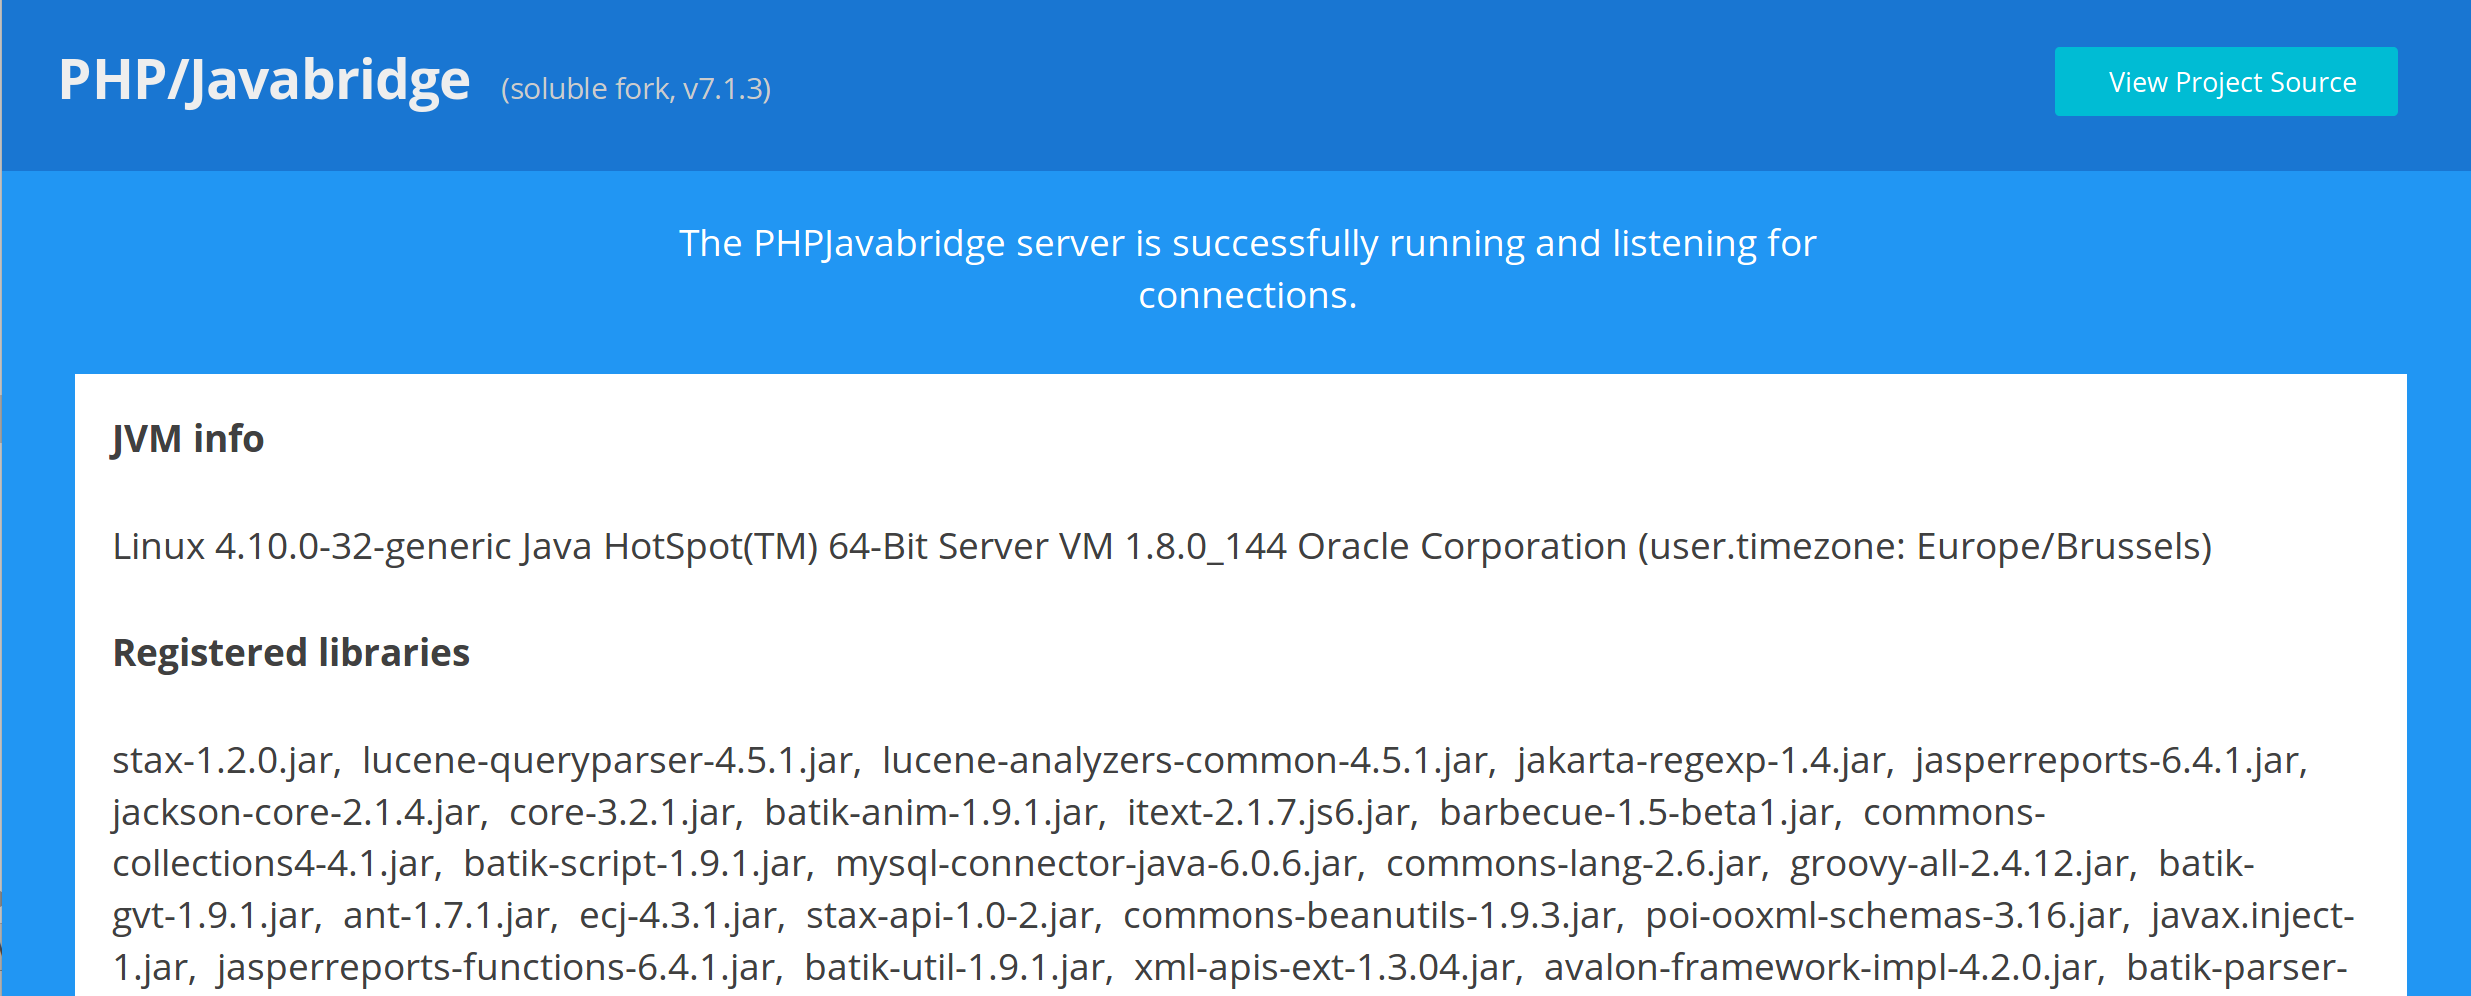 PHP/Javabridge (soluble fork, v7.1.3)
View Project Source
The PHPJavabridge server is successfully running and listening for
connections.
JVM info
Linux 4.10.0-32-generic Java HotSpot(TM) 64-Bit Server VM 1.8.0_144 Oracle Corporation (user.timezone: Europe/Brussels)
Registered libraries
stax-1.2.0.jar, lucene-queryparser-4.5.1.jar, lucene-analyzers-common-4.5.1.jar, jakarta-regexp-1.4.jar, jasperreports-6.4.1.jar,
jackson-core-2.1.4.jar, core-3.2.1.jar, batik-anim-1.9.1.jar, itext-2.1.7.js6.jar, barbecue-1.5-beta1.jar, commons-
collections4-4.1.jar, batik-script-1.9.1.jar, mysql-connector-java-6.0.6.jar, commons-lang-2.6.jar, groovy-all-2.4.12.jar, batik-
gvt-1.9.1.jar, ant-1.7.1.jar, ecj-4.3.1.jar, stax-api-1.0-2.jar, commons-beanutils-1.9.3.jar, poi-ooxml-schemas-3.16.jar, javax.inject-
1.jar, jasperreports-functions-6.4.1.jar, batik-util-1.9.1.jar, xml-apis-ext-1.3.04.jar, avalon-framework-impl-4.2.0.jar, batik-parser-